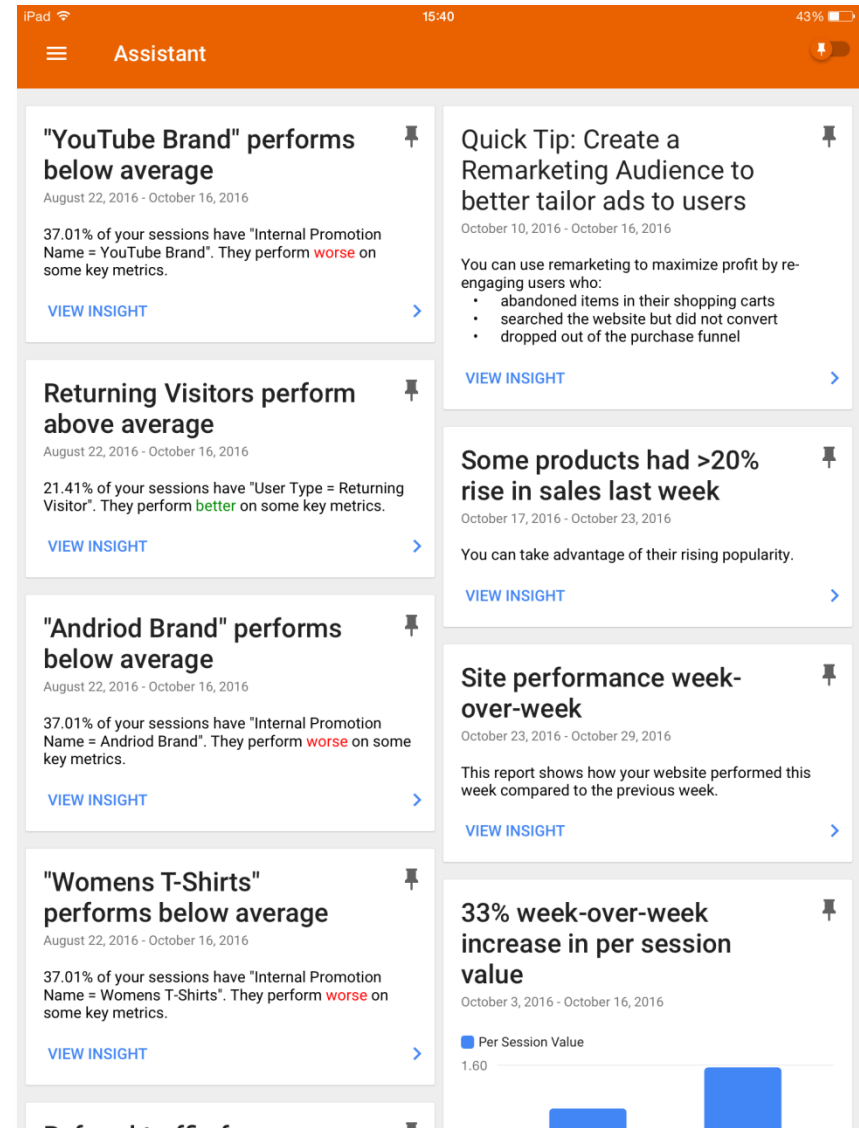 iPad 15:40 43%
Assistant
"YouTube Brand" performs
below average
August 22, 2016 - October 16, 2016
37.01% of your sessions have "Internal Promotion
Name = YouTube Brand". They perform worse on
some key metrics.
VIEW INSIGHT
Returning Visitors perform
above average
August 22, 2016 - October 16, 2016
21.41% of your sessions have "User Type = Returning
Visitor". They perform better on some key metrics.
VIEW INSIGHT
"Andriod Brand" performs
below average
August 22, 2016 - October 16, 2016
37.01% of your sessions have "Internal Promotion
Name = Andriod Brand". They perform worse on some
key metrics.
VIEW INSIGHT
"Womens T-Shirts"
performs below average
August 22, 2016 - October 16, 2016
37.01% of your sessions have "Internal Promotion
Name = Womens T-Shirts". They perform worse on
some key metrics.
VIEW INSIGHT
Quick Tip: Create a
Remarketing Audience to
better tailor ads to users
October 10, 2016 - October 16, 2016
You can use remarketing to maximize profit by re-
engaging users who:
• abandoned items in their shopping carts
• searched the website but did not convert
• dropped out of the purchase funnel
VIEW INSIGHT
Some products had >20%
rise in sales last week
October 17, 2016 - October 23, 2016
You can take advantage of their rising popularity.
VIEW INSIGHT
Site performance week-
over-week
October 23, 2016 - October 29, 2016
This report shows how your website performed this
week compared to the previous week.
VIEW INSIGHT
33% week-over-week
increase in per session
value
October 3, 2016 - October 16, 2016
Per Session Value
1.60